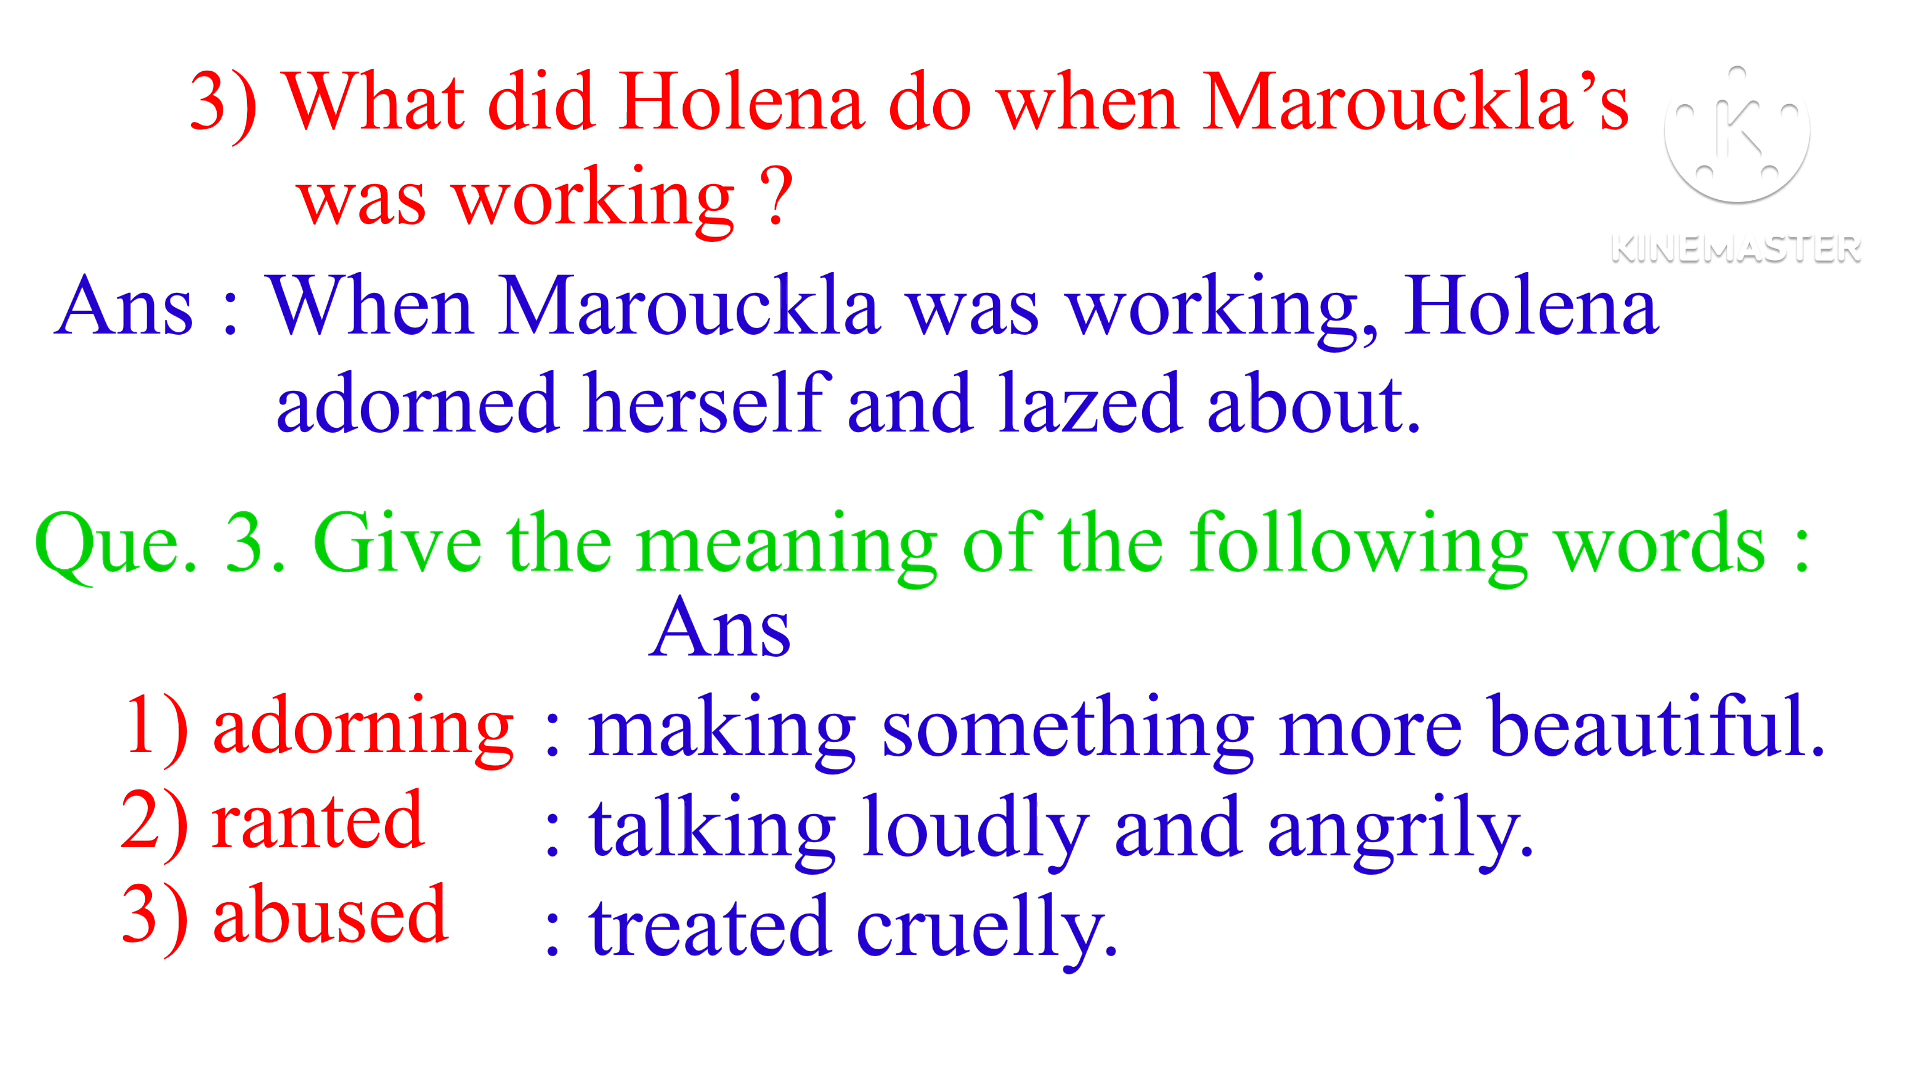 3) What did Holena do when Marouckla’s
was working ?
K
KINEMASTER
Ans : When Marouckla was working, Holena
adorned herself and lazed about.
Que. 3. Give the meaning of the following words :
Ans
1) adorning : making something more beautiful.
2) ranted : talking loudly and angrily.
3) abused : treated cruelly.